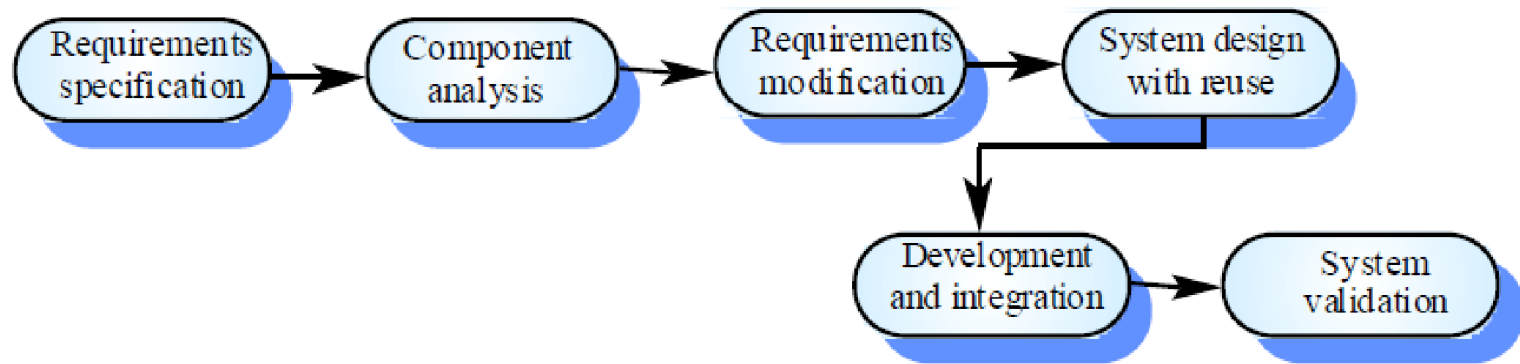 Requirements
specification
Component
analysis
Requirements
modification
System design
with reuse
Development
and integration
System
validation